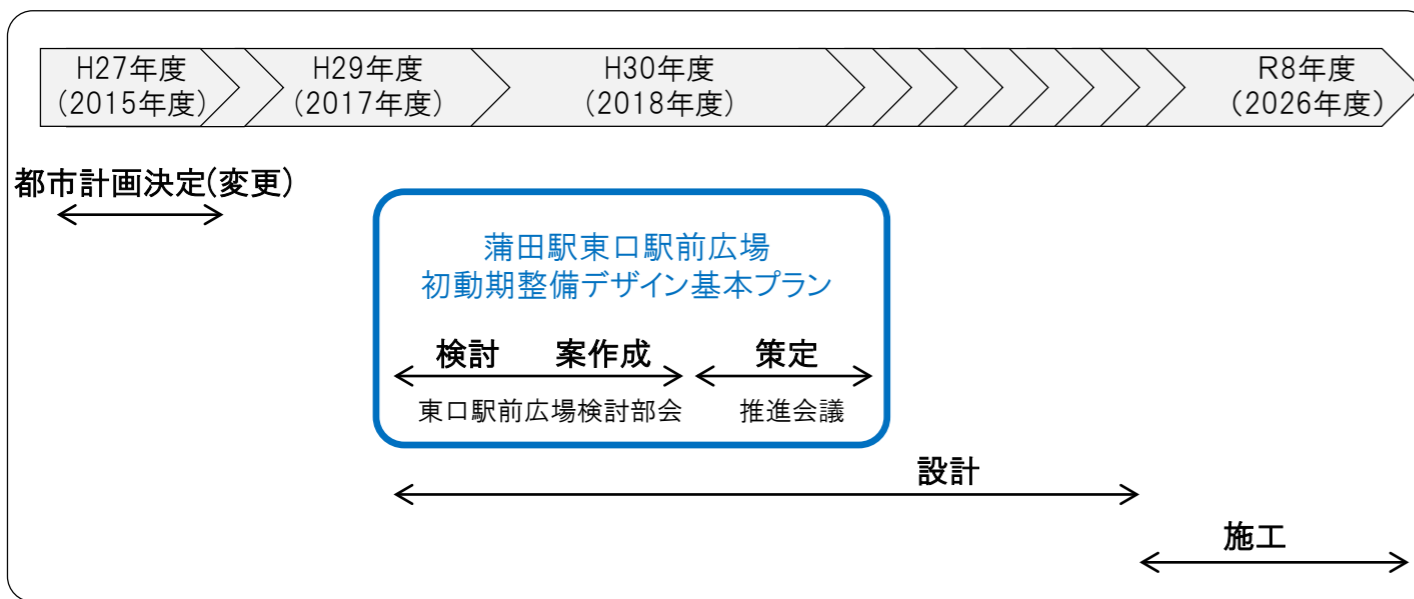 H27年度
(2015年度)
H29年度
(2017年度)
H30年度
(2018年度)
R8年度
(2026年度)
都市計画決定(変更)
蒲田駅東口駅前広場
初動期整備デザイン基本プラン
検討 案作成 策定
東口駅前広場検討部会 推進会議
設計
施工